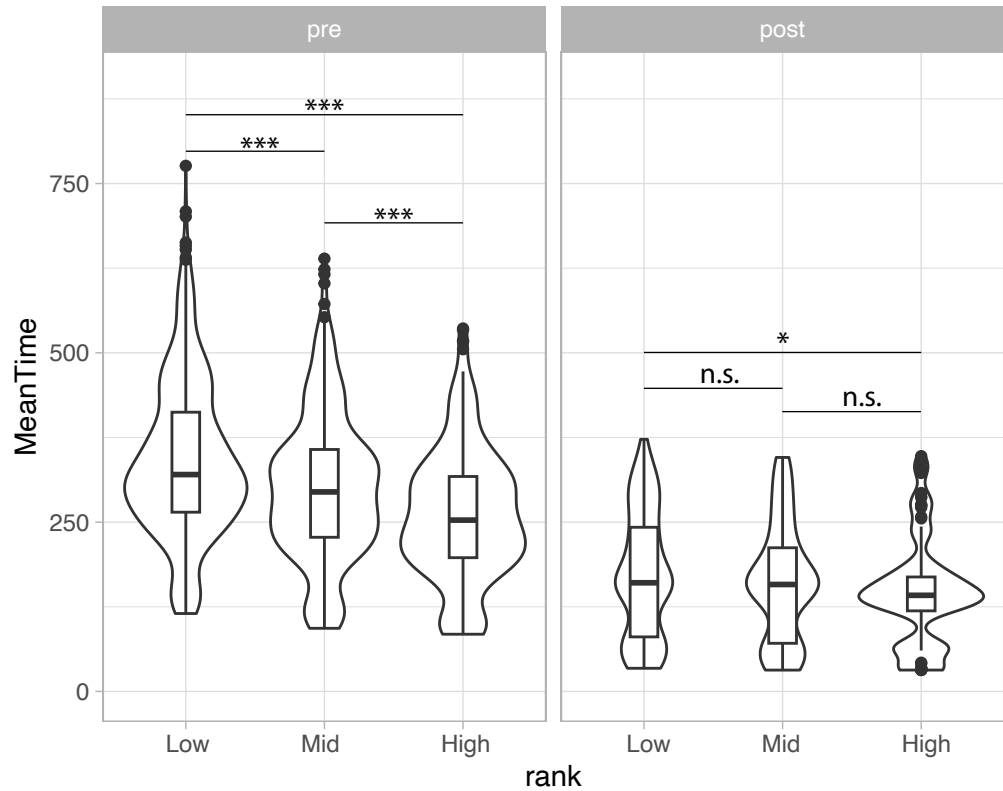 pre post
***
***
***
*
n.s.
n.s.
750
500
250
0
MeanTime
Low Mid High Low Mid High
rank